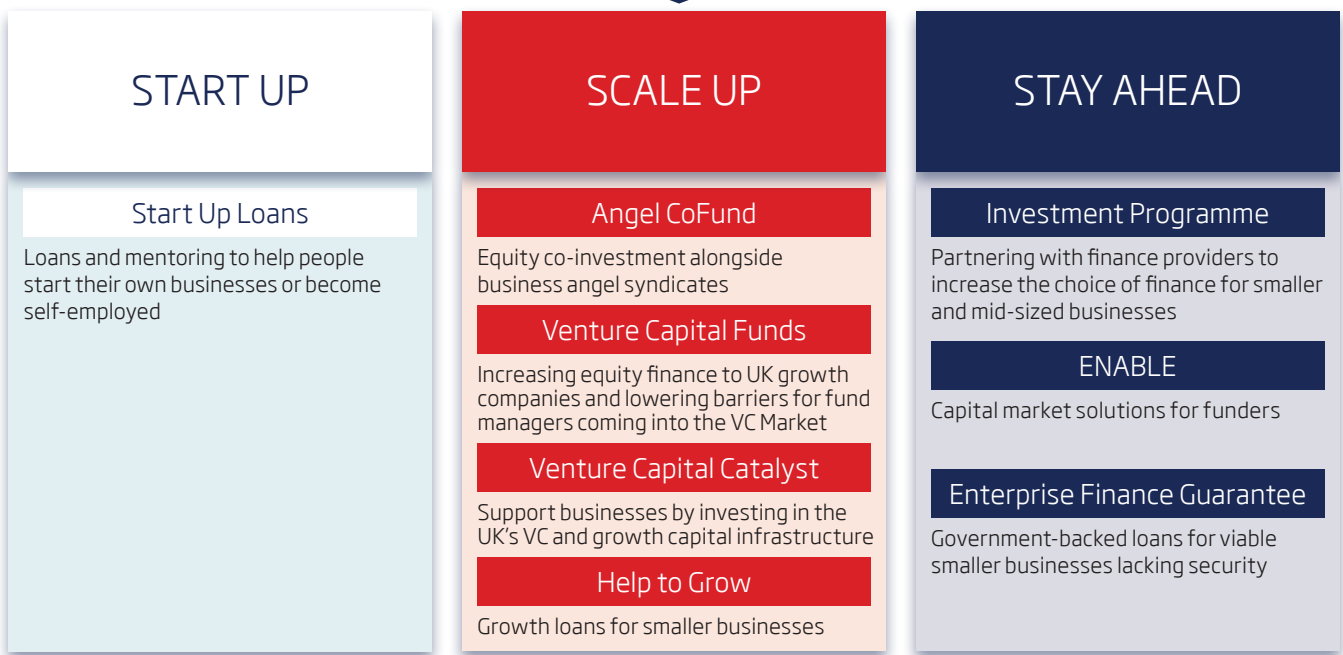 START UP
Start Up Loans
Loans and mentoring to help people
start their own businesses or become
self-employed
SCALE UP
Angel CoFund
Equity co-investment alongside
business angel syndicates
Venture Capital Funds
Increasing equity finance to UK growth
companies and lowering barriers for fund
managers coming into the VC Market
Venture Capital Catalyst
Support businesses by investing in the
UK's VC and growth capital infrastructure
Help to Grow
Growth loans for smaller businesses
STAY AHEAD
Investment Programme
Partnering with finance providers to
increase the choice of finance for smaller
and mid-sized businesses
ENABLE
Capital market solutions for funders
Enterprise Finance Guarantee
Government-backed loans for viable
smaller businesses lacking security